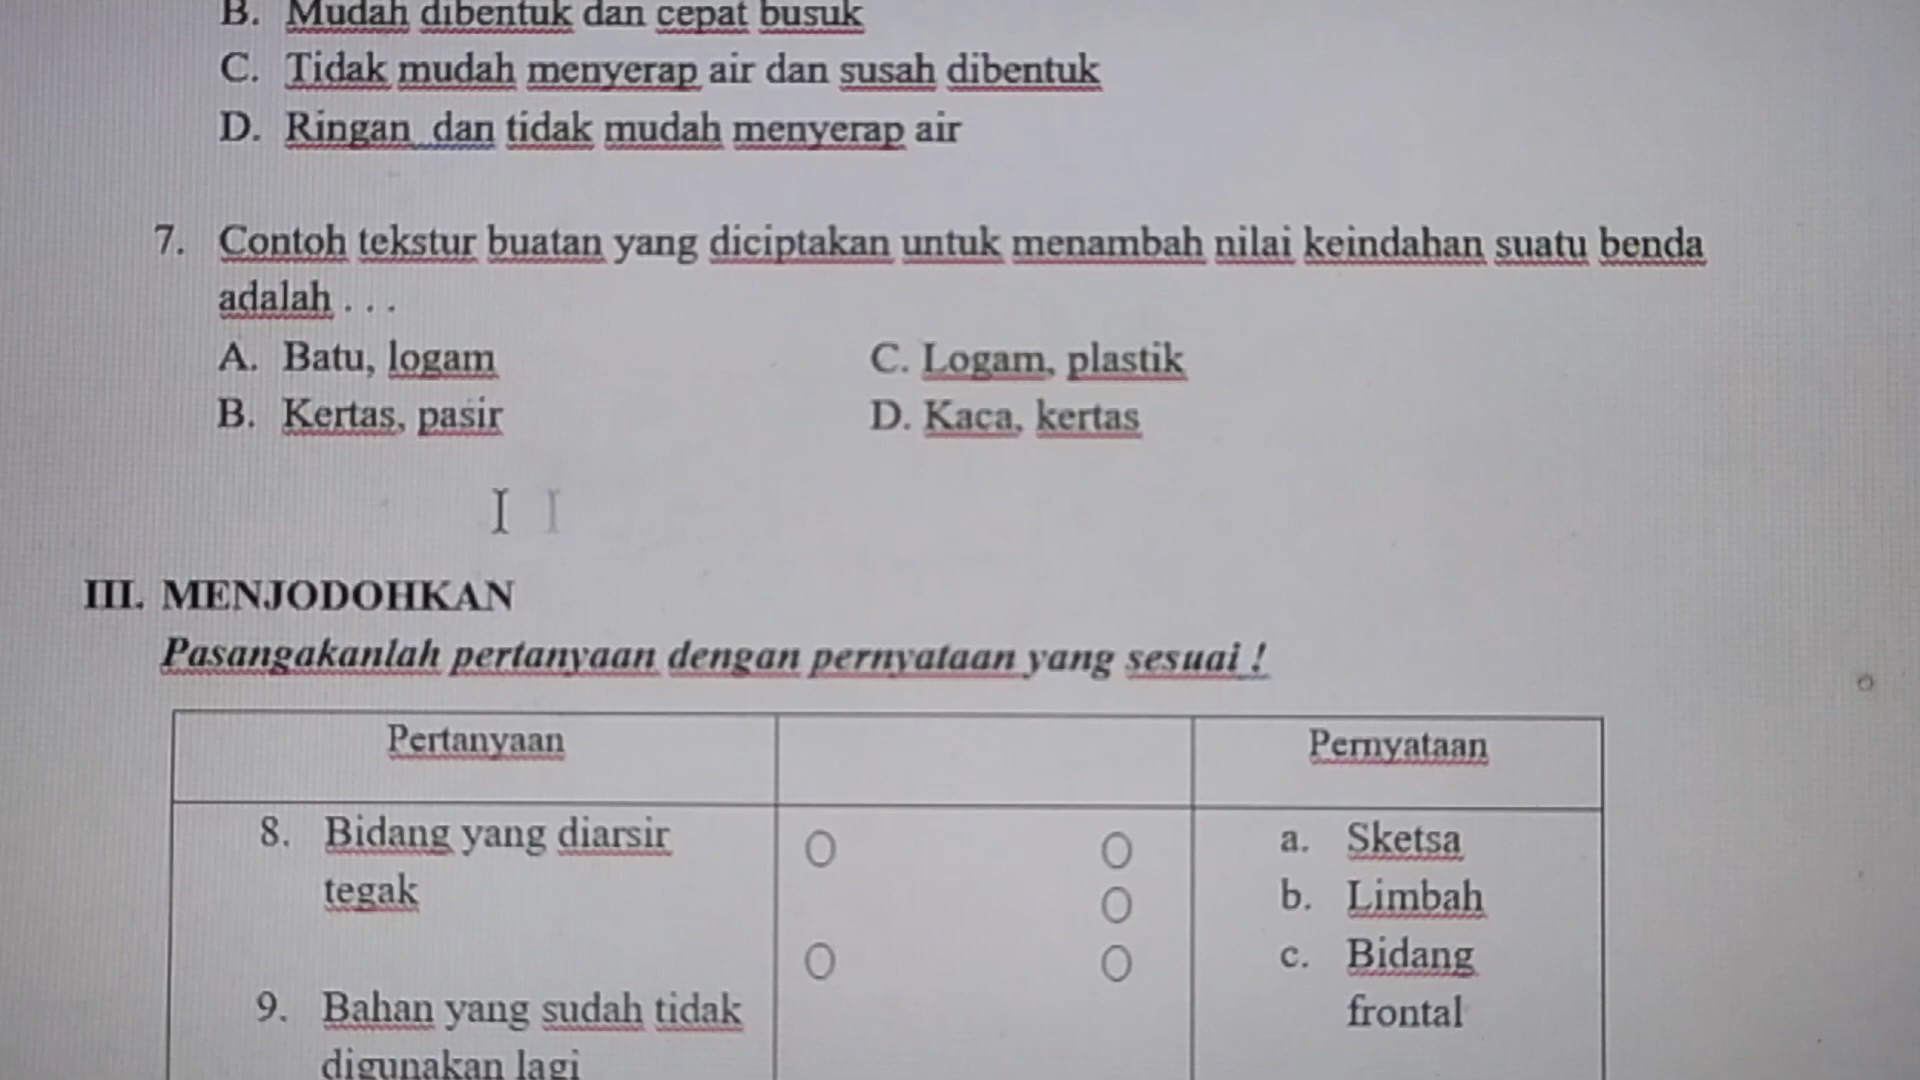 B. Mudah dibentuk dan cepat busuk
C. Tidak mudah menyerap air dan susah dibentuk
D. Ringan dan tidak mudah menyerap air
7. Contoh tekstur buatan yang diciptakan untuk menambah nilai keindahan suatu benda
adalah . . .
A. Batu, logam C. Logam, plastik
B. Kertas, pasir D. Kaca, kertas
III. MENJODOHKAN
Pasangakanlah pertanyaan dengan pernyataan yang sesuai !
Pertanyaan Pernyataan
8. Bidang yang diarsir a. Sketsa
tegak b. Limbah
c. Bidang
9. Bahan yang sudah tidak frontal
digunakan lagi